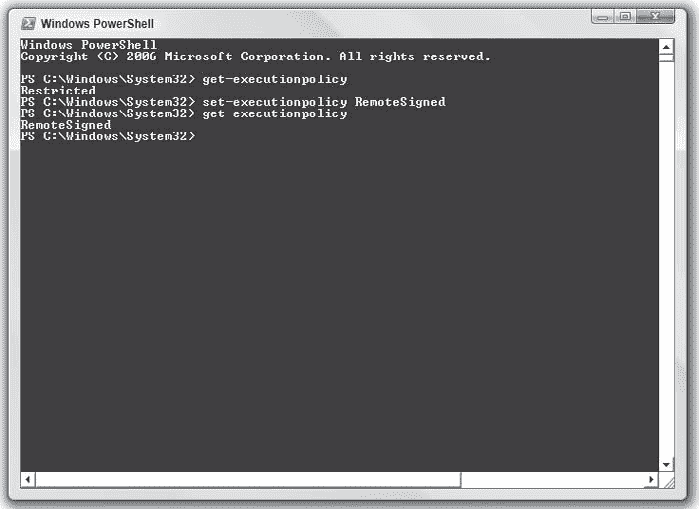 Windows PowerShell
Windows PowerShell
Copyright (C) 2006 Microsoft Corporation. All rights reserved.
PS C:\Windows\System32> get-executionpolicy
Restricted
PS C:\Windows\System32> set-executionpolicy RemoteSigned
PS C:\Windows\System32> get executionpolicy
RemoteSigned
PS C:\Windows\System32>